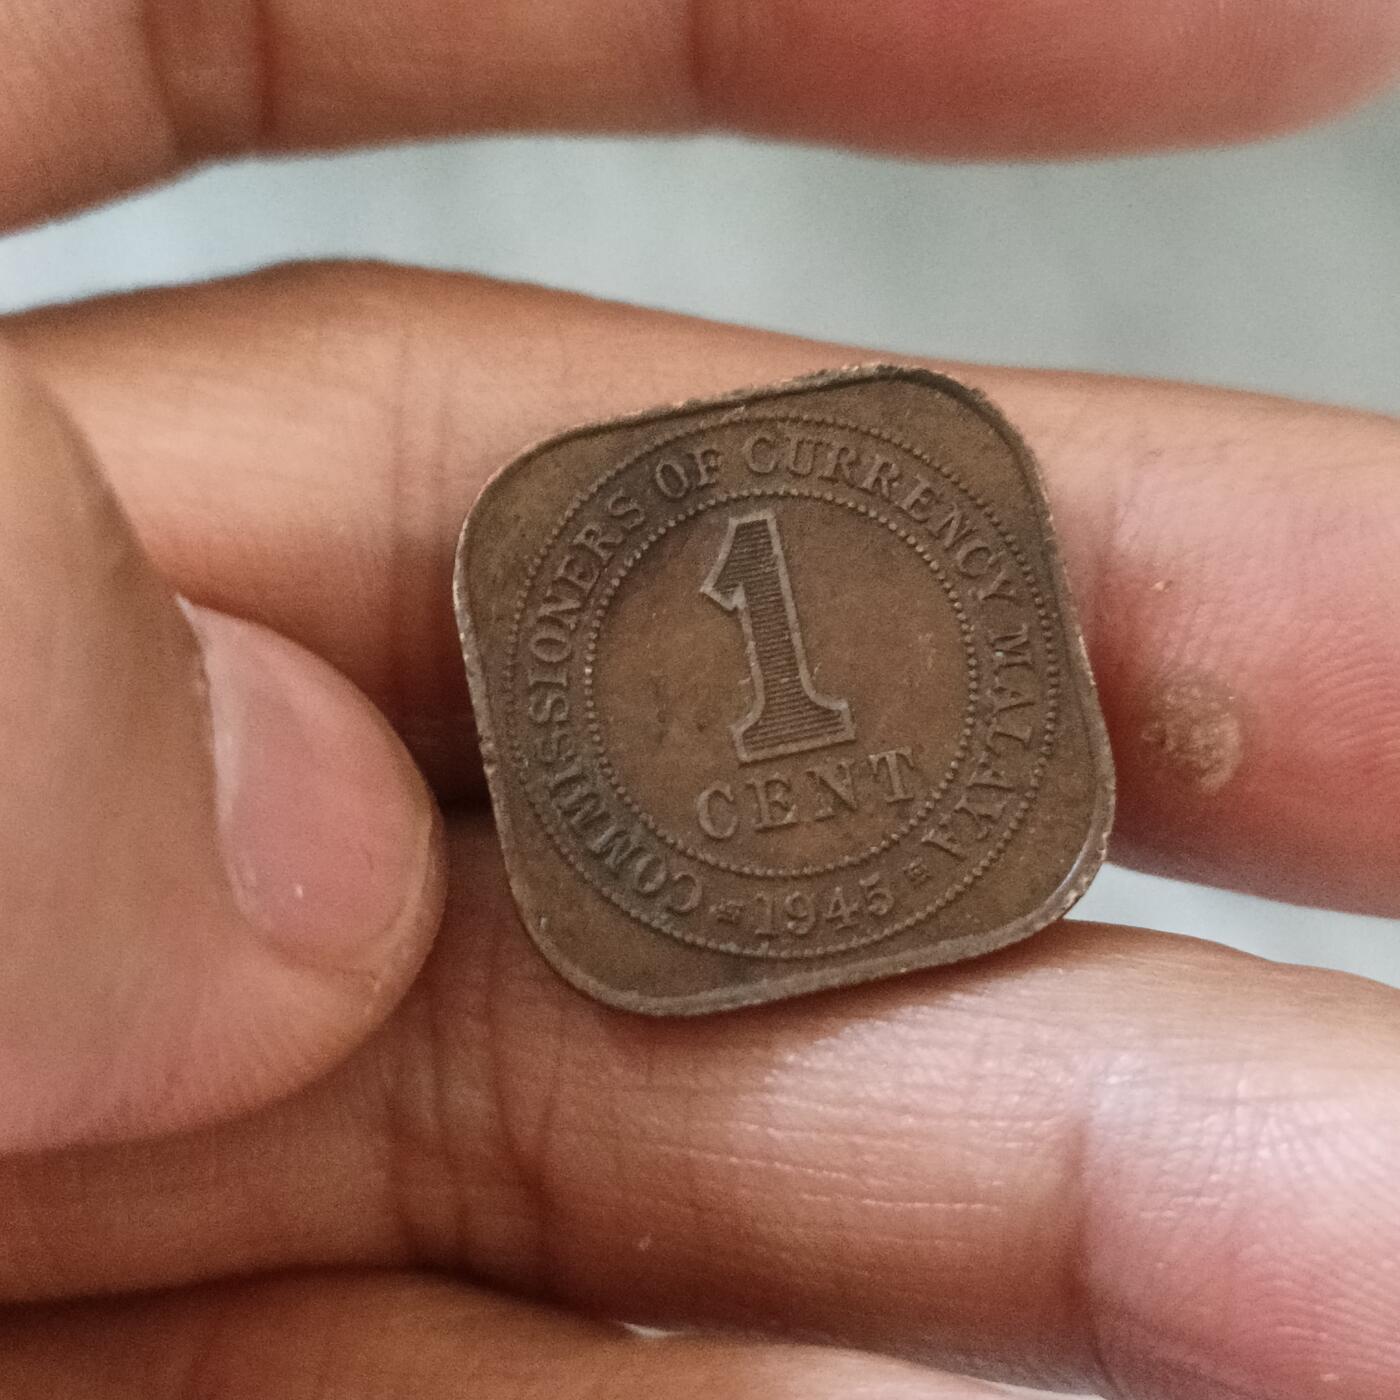 COMMISSIONERS OF CURRENCY MALAYA
1
CENT
1945